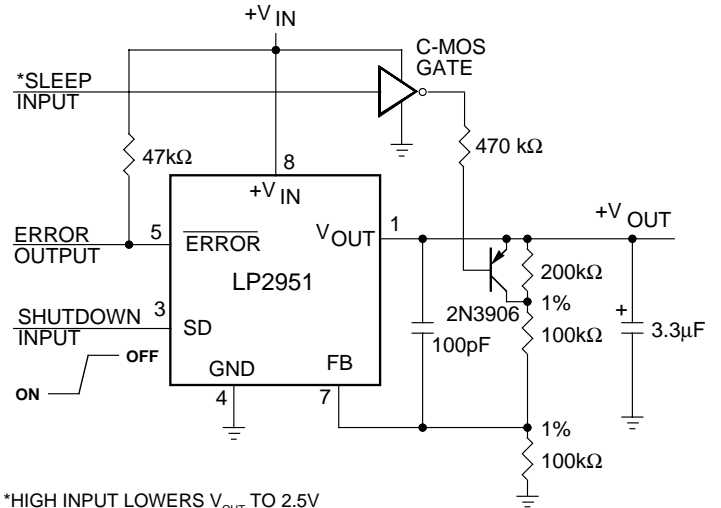 +V IN
C-MOS
GATE
*SLEEP
INPUT
470 kΩ
47kΩ
8
+V IN
ERROR
OUTPUT
5
ERROR
V OUT
1
+V OUT
LP2951
200kΩ
SHUTDOWN
INPUT
3
SD
2N3906
1%
100kΩ
100pF
+
3.3µF
ON
OFF
GND
FB
4
7
1%
100kΩ
*HIGH INPUT LOWERS VOUT TO 2.5V